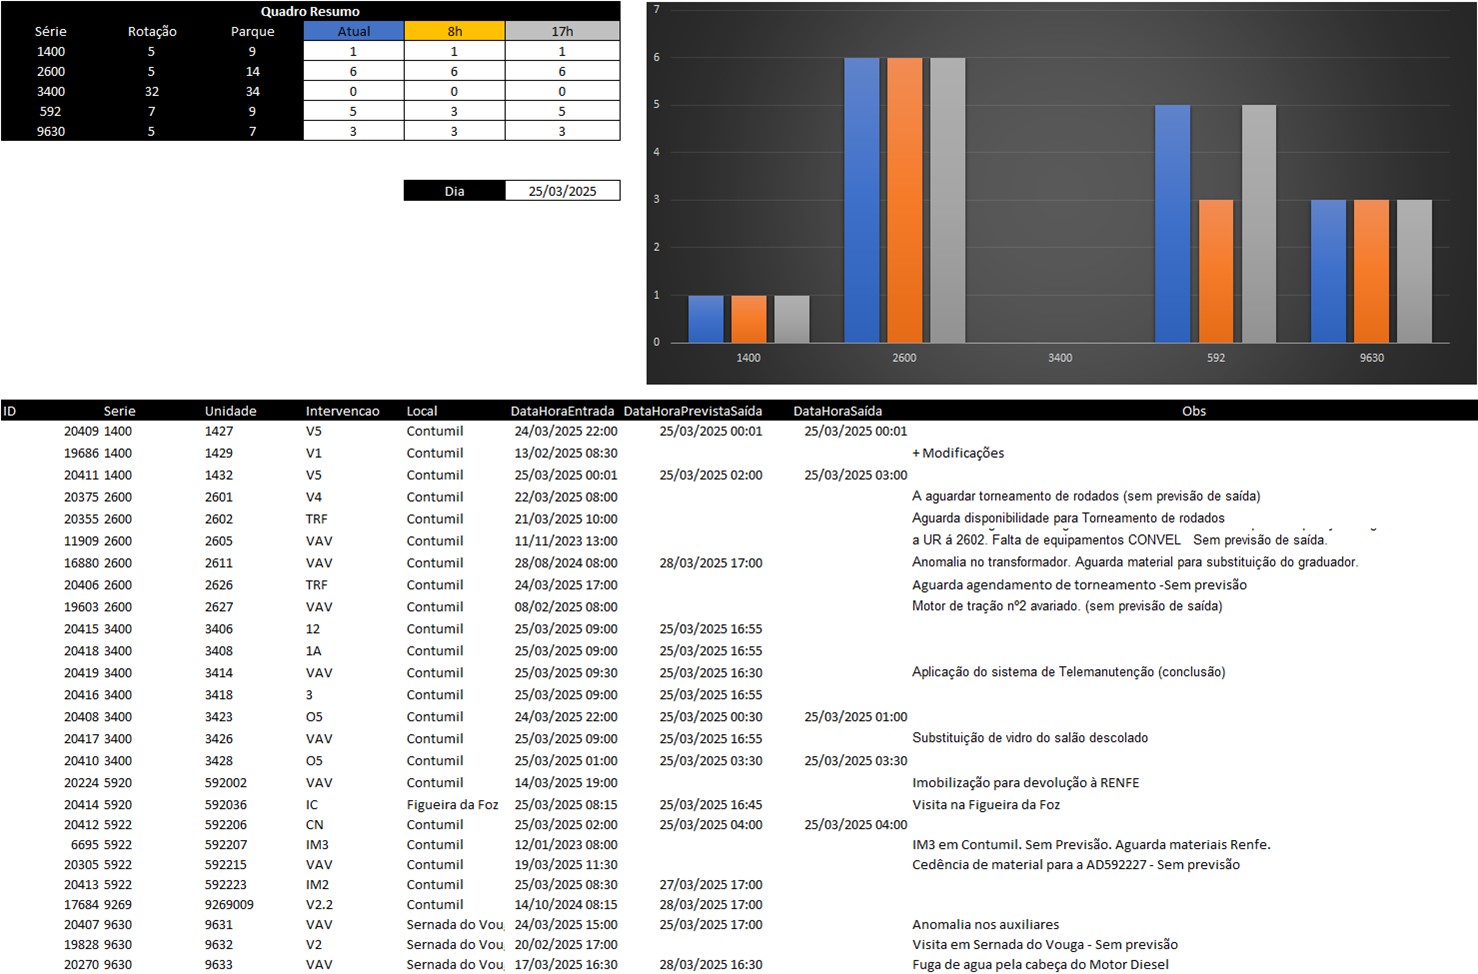 Quadro Resumo
Série Rotação Parque Atual 8h 17h
1400 5 9 1 1 1
2600 5 14 6 6 6
3400 32 34 0 0 0
592 7 9 5 3 5
9630 5 7 3 3 3
Dia 25/03/2025
7
6
5
4
3
2
1
0
1400 2600 3400 592 9630
ID Serie Unidade Intervencao Local DataHoraEntrada DataHoraPrevistaSaída DataHoraSaída Obs
20409 1400 1427 V5 Contumil 24/03/2025 22:00 25/03/2025 00:01 25/03/2025 00:01
19686 1400 1429 V1 Contumil 13/02/2025 08:30 + Modificações
20411 1400 1432 V5 Contumil 25/03/2025 00:01 25/03/2025 02:00 25/03/2025 03:00
20375 2600 2601 V4 Contumil 22/03/2025 08:00 A aguardar torneamento de rodados (sem previsão de saída)
20355 2600 2602 TRF Contumil 21/03/2025 10:00 Aguarda disponibilidade para Torneamento de rodados
11909 2600 2605 VAV Contumil 11/11/2023 13:00 a UR á 2602. Falta de equipamentos CONVEL Sem previsão de saída.
16880 2600 2611 VAV Contumil 28/08/2024 08:00 28/03/2025 17:00 Anomalia no transformador. Aguarda material para substituição do graduador.
20406 2600 2626 TRF Contumil 24/03/2025 17:00 Aguarda agendamento de torneamento -Sem previsão
19603 2600 2627 VAV Contumil 08/02/2025 08:00 Motor de tração nº2 avariado. (sem previsão de saída)
20415 3400 3406 12 Contumil 25/03/2025 09:00 25/03/2025 16:55
20418 3400 3408 1A Contumil 25/03/2025 09:00 25/03/2025 16:55
20419 3400 3414 VAV Contumil 25/03/2025 09:30 25/03/2025 16:30 Aplicação do sistema de Telemanutenção (conclusão)
20416 3400 3418 3 Contumil 25/03/2025 09:00 25/03/2025 16:55
20408 3400 3423 O5 Contumil 24/03/2025 22:00 25/03/2025 00:30 25/03/2025 01:00
20417 3400 3426 VAV Contumil 25/03/2025 09:00 25/03/2025 16:55 Substituição de vidro do salão descolado
20410 3400 3428 O5 Contumil 25/03/2025 01:00 25/03/2025 03:30 25/03/2025 03:30
20224 5920 592002 VAV Contumil 14/03/2025 19:00 Imobilização para devolução à RENFE
20414 5920 592036 IC Figueira da Foz 25/03/2025 08:15 25/03/2025 16:45 Visita na Figueira da Foz
20412 5922 592206 CN Contumil 25/03/2025 02:00 25/03/2025 04:00 25/03/2025 04:00
6695 5922 592207 IM3 Contumil 12/01/2023 08:00 IM3 em Contumil. Sem Previsão. Aguarda materiais Renfe.
20305 5922 592215 VAV Contumil 19/03/2025 11:30 Cedência de material para a AD592227 - Sem previsão
20413 5922 592223 IM2 Contumil 25/03/2025 08:30 27/03/2025 17:00
17684 9269 9269009 V2.2 Contumil 14/10/2024 08:15 28/03/2025 17:00
20407 9630 9631 VAV Sernada do Vou 24/03/2025 15:00 25/03/2025 17:00 Anomalia nos auxiliares
19828 9630 9632 V2 Sernada do Vou 20/02/2025 17:00 Visita em Sernada do Vouga - Sem previsão
20270 9630 9633 VAV Sernada do Vou 17/03/2025 16:30 28/03/2025 16:30 Fuga de agua pela cabeça do Motor Diesel